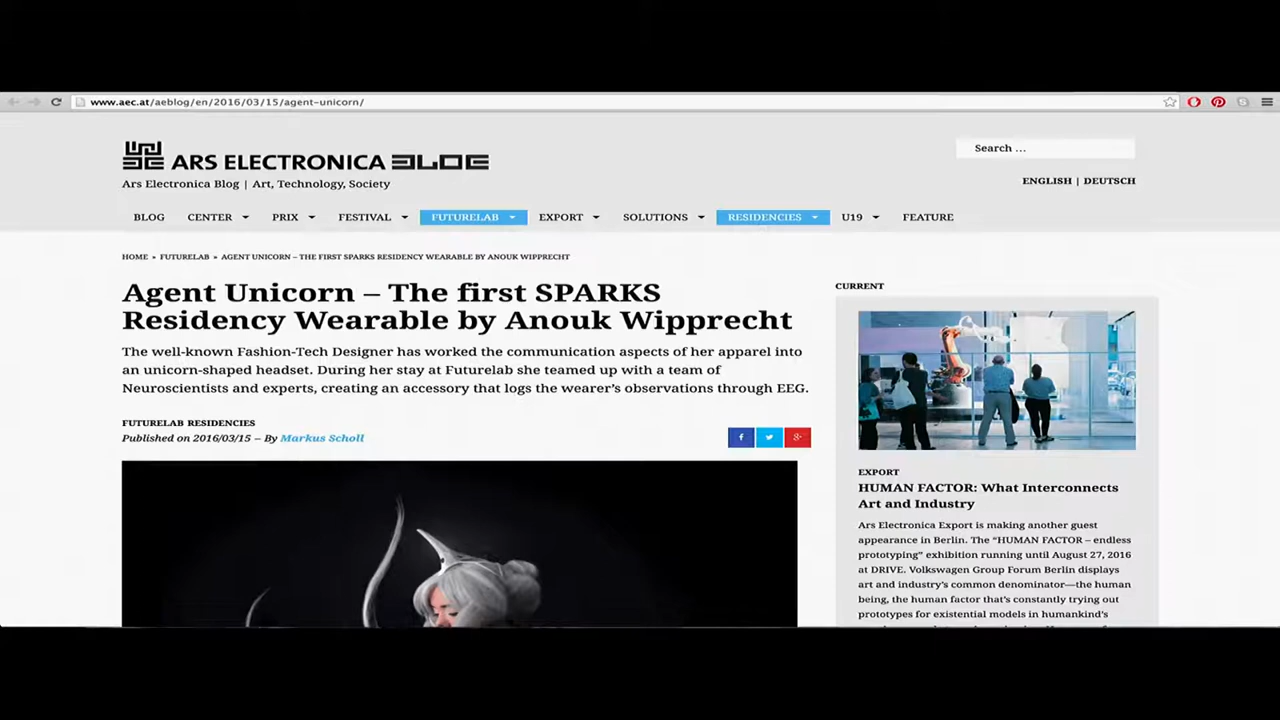 www.aec.at/aeblog/en/2016/03/15/agent-unicorn/
ARS ELECTRONICA BLOG
Search ...
Ars Electronica Blog | Art, Technology, Society
ENGLISH | DEUTSCH
BLOG CENTER PRIX FESTIVAL FUTURELAB EXPORT SOLUTIONS RESIDENCIES U19 FEATURE
HOME » FUTURELAB » AGENT UNICORN – THE FIRST SPARKS RESIDENCY WEARABLE BY ANOUK WIPPRECHT
Agent Unicorn – The first SPARKS
Residency Wearable by Anouk Wipprecht
The well-known Fashion-Tech Designer has worked the communication aspects of her apparel into
an unicorn-shaped headset. During her stay at Futurelab she teamed up with a team of
Neuroscientists and experts, creating an accessory that logs the wearer's observations through EEG.
FUTURELAB RESIDENCIES
Published on 2016/03/15 – By Markus Scholl
f
g+
CURRENT
EXPORT
HUMAN FACTOR: What Interconnects
Art and Industry
Ars Electronica Export is making another guest
appearance in Berlin. The “HUMAN FACTOR – endless
prototyping” exhibition running until August 27, 2016
at DRIVE. Volkswagen Group Forum Berlin displays
art and industry's common denominator—the human
being, the human factor that's constantly trying out
prototypes for existential models in humankind's